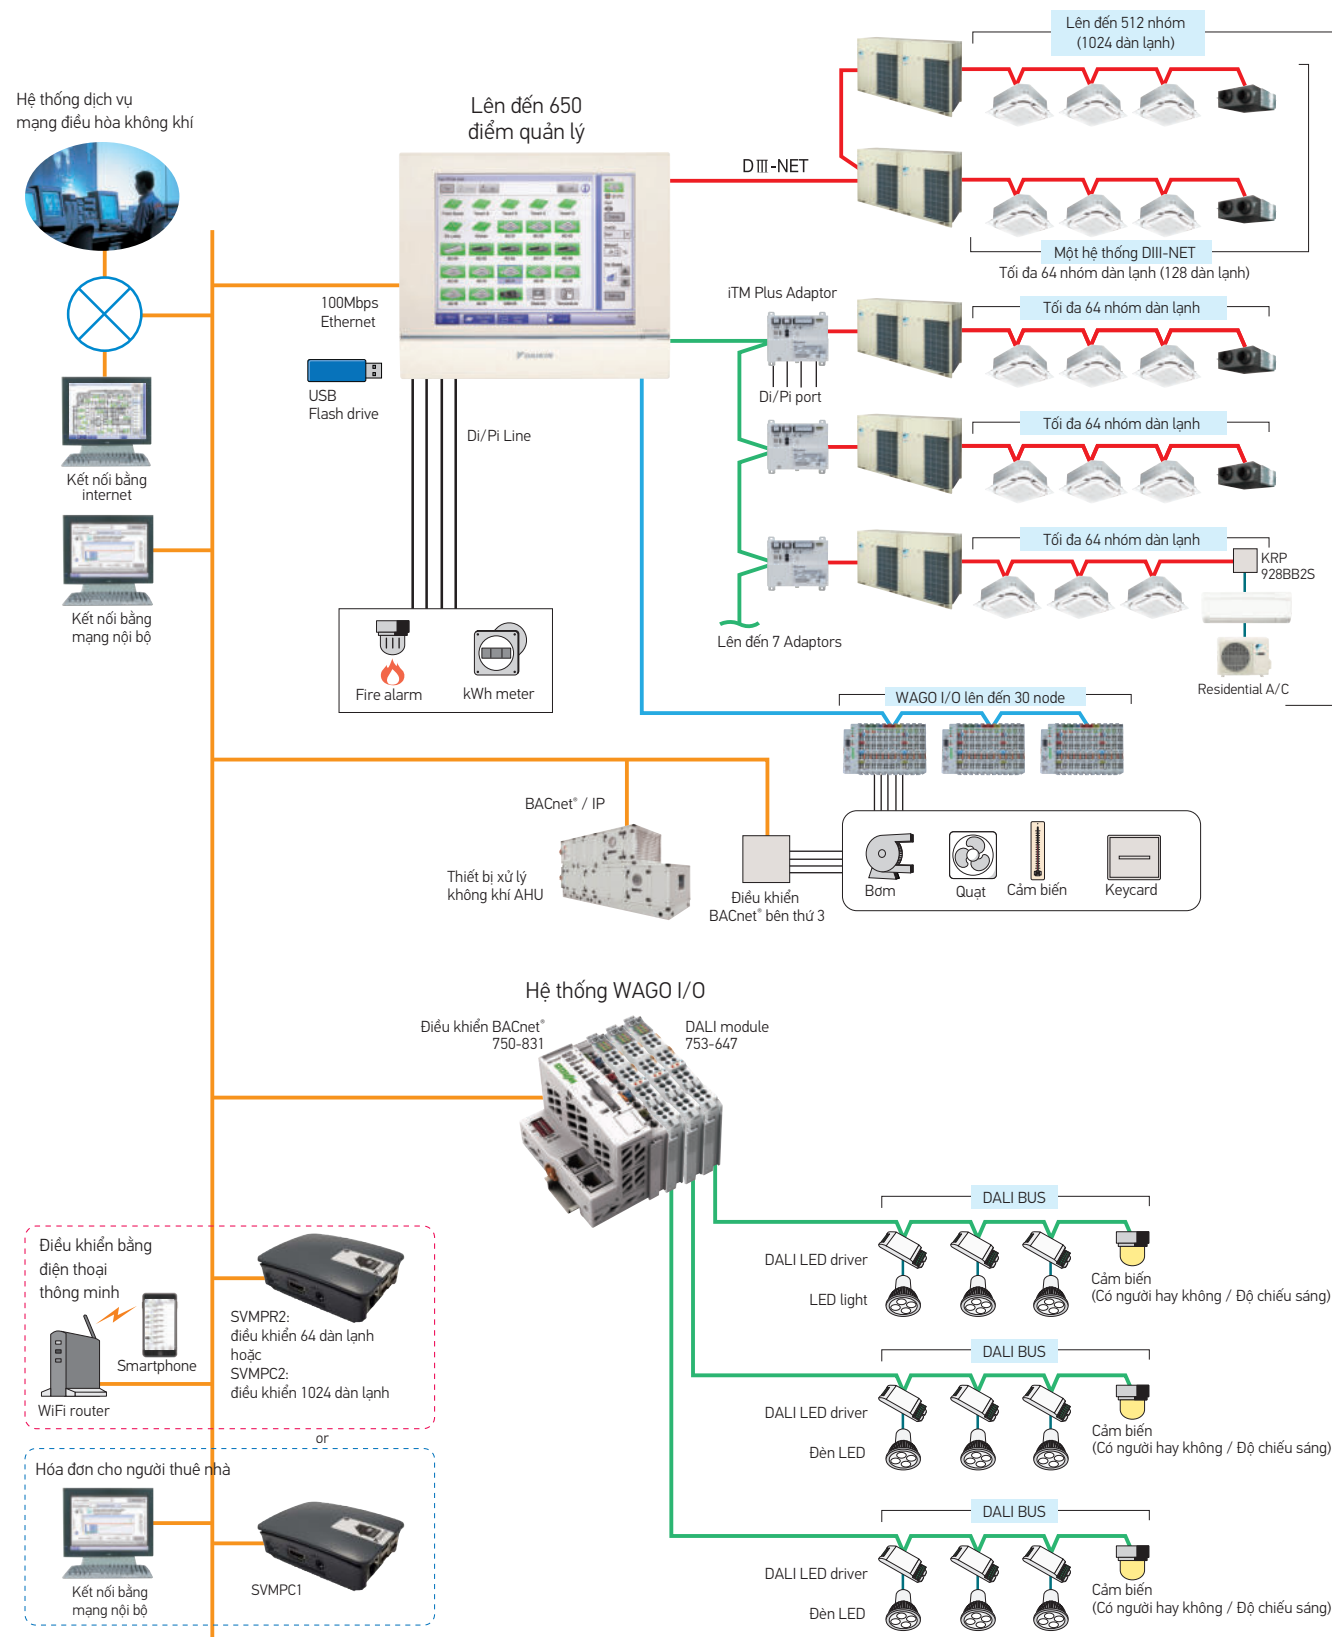 Lên đến 512 nhóm
(1024 dàn lạnh)
Hệ thống dịch vụ
mạng điều hòa không khí
Lên đến 650
điểm quản lý
DIII-NET
Một hệ thống DIII-NET
Tối đa 64 nhóm dàn lạnh (128 dàn lạnh)
100Mbps
Ethernet
iTM Plus Adaptor
Tối đa 64 nhóm dàn lạnh
DAIKIN
USB
Flash drive
Di/Pi port
Di/Pi Line
Tối đa 64 nhóm dàn lạnh
Kết nối bằng
internet
Tối đa 64 nhóm dàn lạnh
KRP
928BB2S
Kết nối bằng
mạng nội bộ
Lên đến 7 Adaptors
Fire alarm
kWh meter
Residential A/C
WAGO I/O lên đến 30 node
BACnet® / IP
Thiết bị xử lý
không khí AHU
Điều khiển
BACnet® bên thứ 3
Bơm
Quạt
Cảm biến
Keycard
Hệ thống WAGO I/O
Điều khiển BACnet®
750-831
DALI module
753-647
DALI BUS
DALI LED driver
LED light
Cảm biến
(Có người hay không / Độ chiếu sáng)
Điều khiển bằng
điện thoại
thông minh
Smartphone
WiFi router
SVMPR2:
điều khiển 64 dàn lạnh
hoặc
SVMPC2:
điều khiển 1024 dàn lạnh
DALI BUS
DALI LED driver
Đèn LED
Cảm biến
(Có người hay không / Độ chiếu sáng)
or
Hóa đơn cho người thuê nhà
Kết nối bằng
mạng nội bộ
SVMPC1
DALI BUS
DALI LED driver
Đèn LED
Cảm biến
(Có người hay không / Độ chiếu sáng)